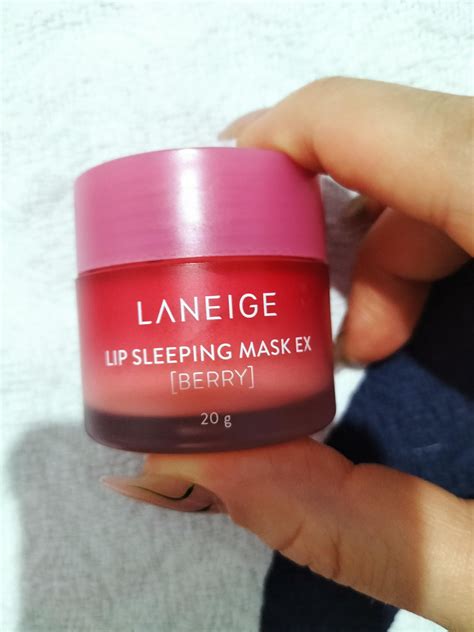 LANEIGE
LIP SLEEPING MASK EX
[BERRY]
20 g